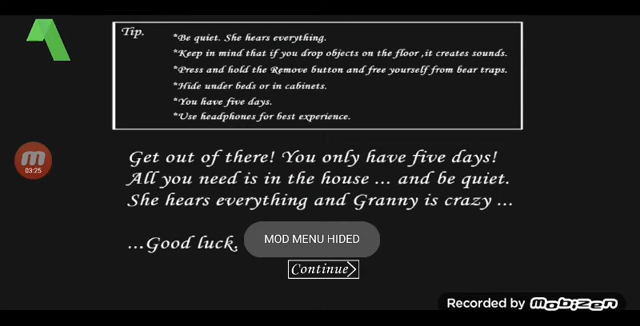 Tip.
*Be quiet. She hears everything.
*Keep in mind that if you drop objects on the floor ,it creates sounds.
*Press and hold the Remove button and free yourself from bear traps.
*Hide under beds or in cabinets.
*You have five days.
*Use headphones for best experience.
03:25
Get out of there! You only have five days!
All you need is in the house ... and be quiet.
She hears everything and Granny is crazy ...
...Good luck.
MOD MENU HIDED
Continue
Recorded by mobizen